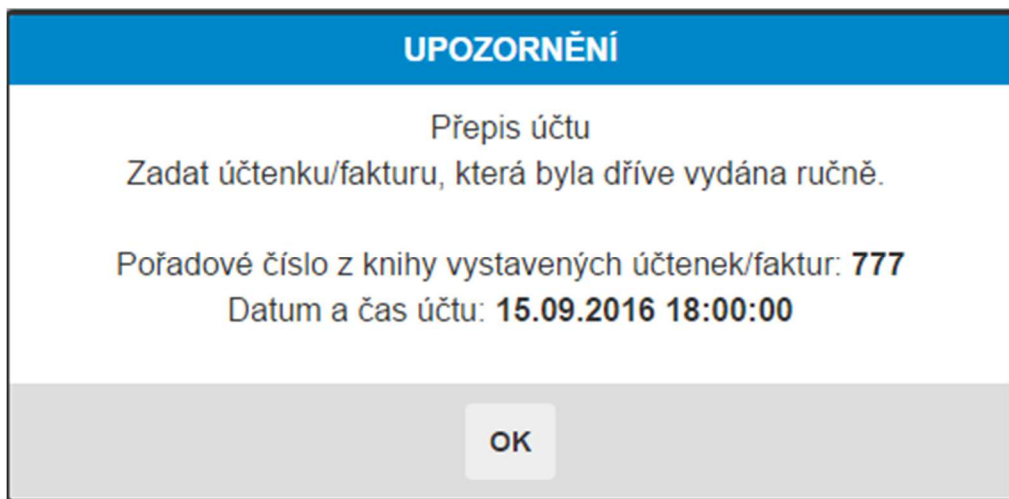 UPOZORNĚNÍ
Přepis účtu
Zadat účtenku/fakturu, která byla dříve vydána ručně.
Pořadové číslo z knihy vystavených účtenek/faktur: 777
Datum a čas účtu: 15.09.2016 18:00:00
OK